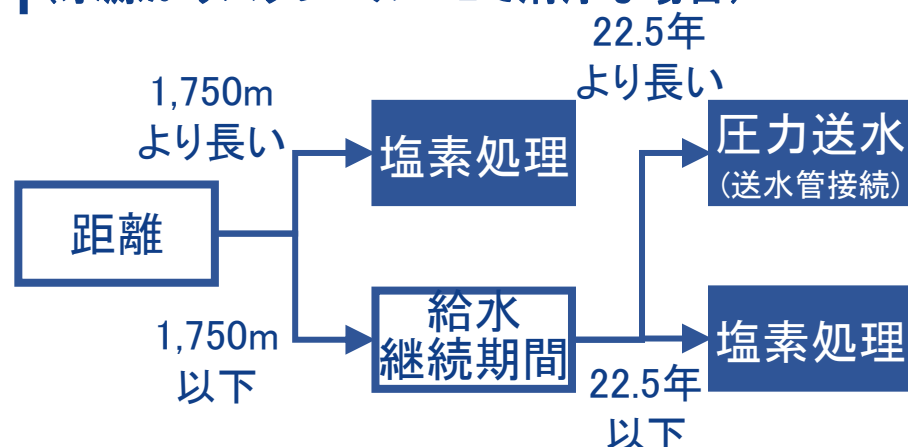 22.5年
より長い
1,750m
より長い
塩素処理
圧力送水
(送水管接続)
距離
給水
継続期間
1,750m
以下
塩素処理
22.5年
以下